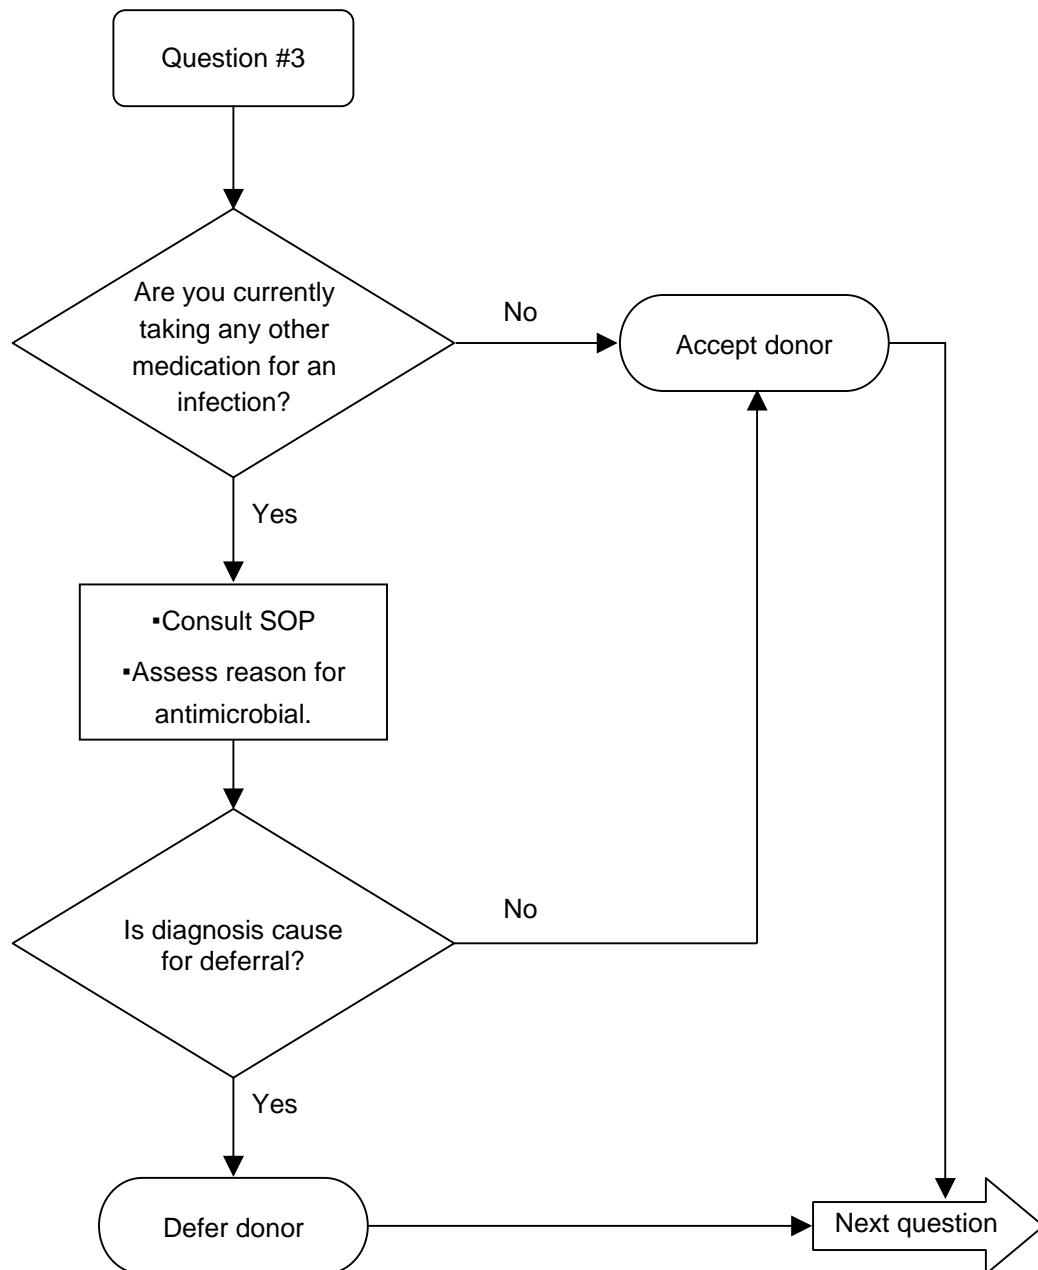 Question #3
Are you currently
taking any other
medication for an
infection?
No
Accept donor
Yes
▪Consult SOP
▪Assess reason for
antimicrobial.
Is diagnosis cause
for deferral?
No
Yes
Defer donor
Next question